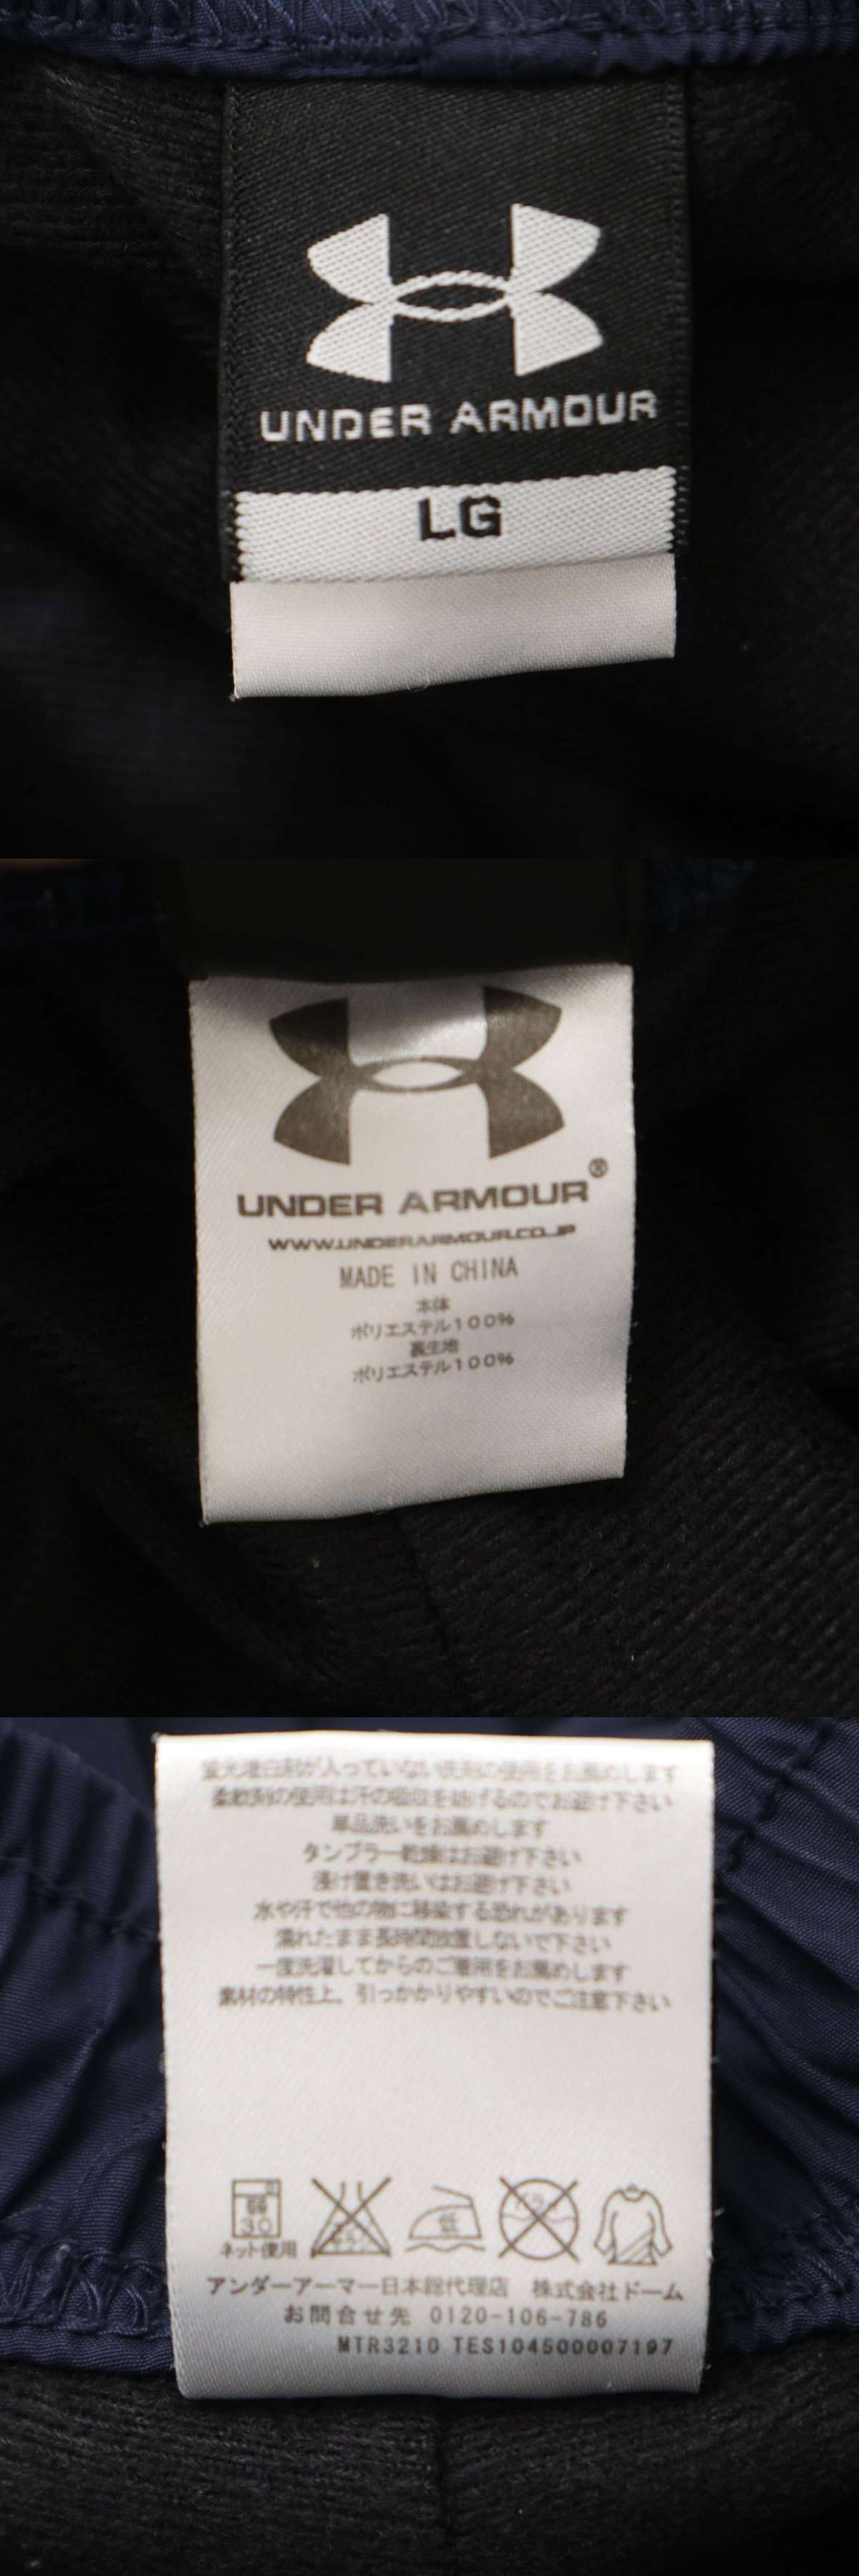 UNDER ARMOUR
LG
UNDER ARMOUR®
WWW.UNDERARMOUR.CO.JP
MADE IN CHINA
本体
ポリエステル100%
裏生地
ポリエステル100%
蛍光増白剤が入っていない洗剤の使用をお薦めします
柔軟剤の使用は汗の吸収を妨げるのでお避け下さい
単品洗いをお薦めします
タンブラー乾燥はお避け下さい
浸け置き洗いはお避け下さい
水や汗で他の物に移染する恐れがあります
濡れたまま長時間放置しないで下さい
一度洗濯してからのご着用をお薦めします
素材の特性上、引っかかりやすいのでご注意下さい
30 低
ネット使用
アンダーアーマー日本総代理店 株式会社ドーム
お問合せ先 0120-106-786
MTR3210 TES104500007197